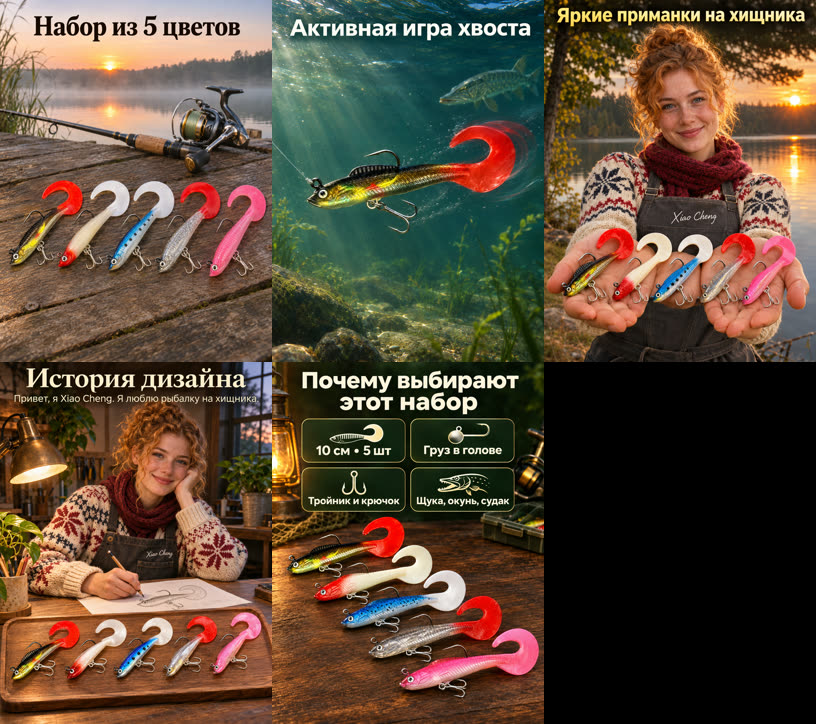 Набор из 5 цветов
Активная игра хвоста
Яркие приманки на хищника
Xiao Cheng
История дизайна
Привет, я Xiao Cheng. Я люблю рыбалку на хищника
Xiao Cheng
Почему выбирают
этот набор
10 см • 5 шт
Груз в голове
Тройник и крючок
Щука, окунь, судак